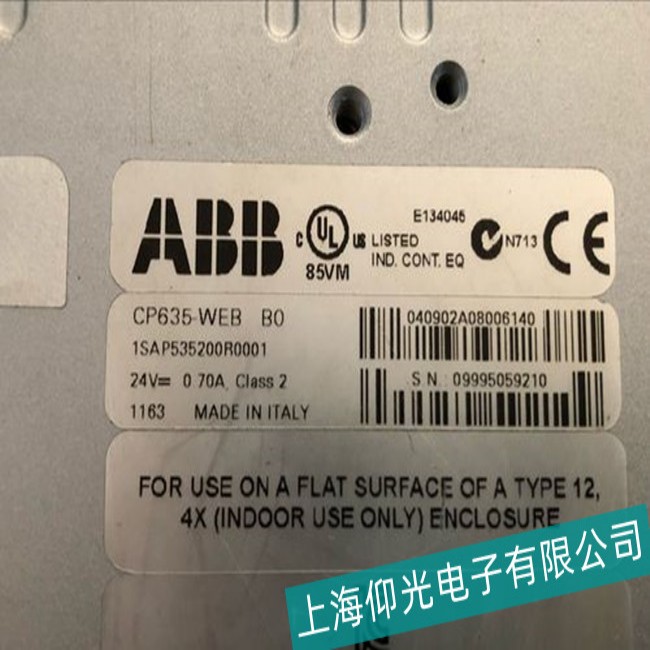 ABB
C UL US
LISTED
IND. CONT. EQ
85VM
E134045
N713
CE
CP635-WEB B0
1SAP535200R0001
24V 0.70A, Class 2
1163 MADE IN ITALY
040902A08006140
S.N.: 09995059210
FOR USE ON A FLAT SURFACE OF A TYPE 12,
4X (INDOOR USE ONLY) ENCLOSURE
上海仰光电子有限公司